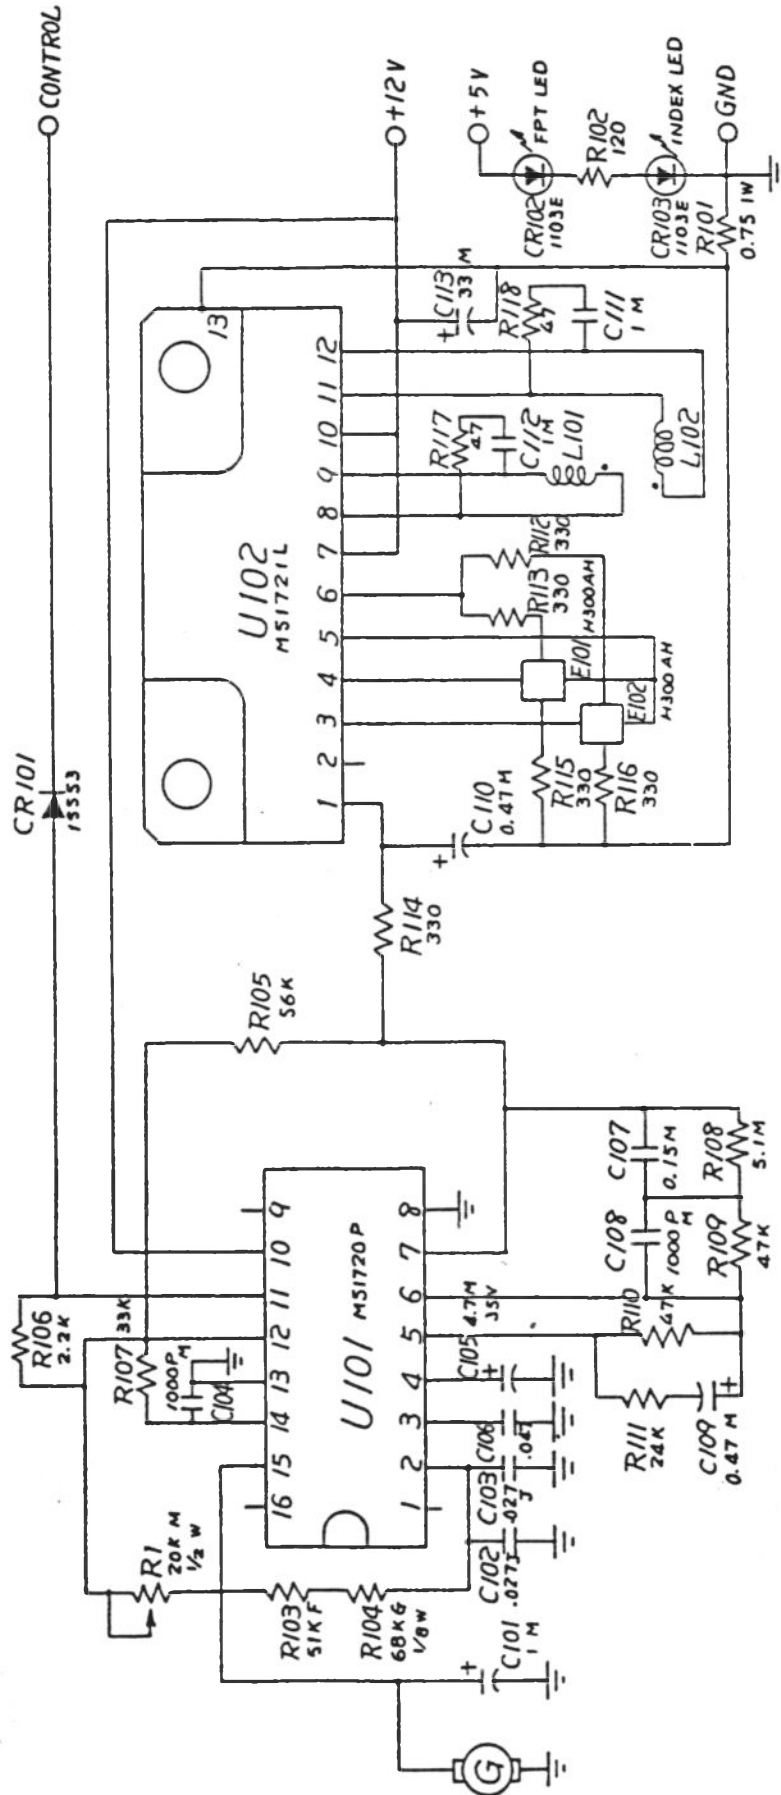 CONTROL
+12V
+5V
FPT LED
CR102
1103E
R102
120
INDEX LED
CR103
1103E
GND
R101
0.75 1W
CR101
1S553
13
U102
M51721L
1 2 3 4 5 6 7 8 9 10 11 12
+ C113
33 M
R118
47
C111
1 M
R117
47
C112
1M
L101
L102
R112
330
R113
330
E101
H300AH
E102
H300AH
R115
330
R116
330
+ C110
0.47 M
R114
330
R105
56K
R106
2.2K
R107
33K
1000P
M
C104
16 15 14 13 12 11 10 9
U101 M51720P
1 2 3 4 5 6 7 8
R1
20K M
1/2 W
R103
51K F
R104
68K G
1/8W
+ C101
1 M
C102
.027J
C103
.027
J
C106
.047
C105
4.7M
35V
+
C107
0.15M
R108
5.1M
C108
1000P
M
R109
47K
R110
47K
R111
24K
C109
0.47 M
+
G